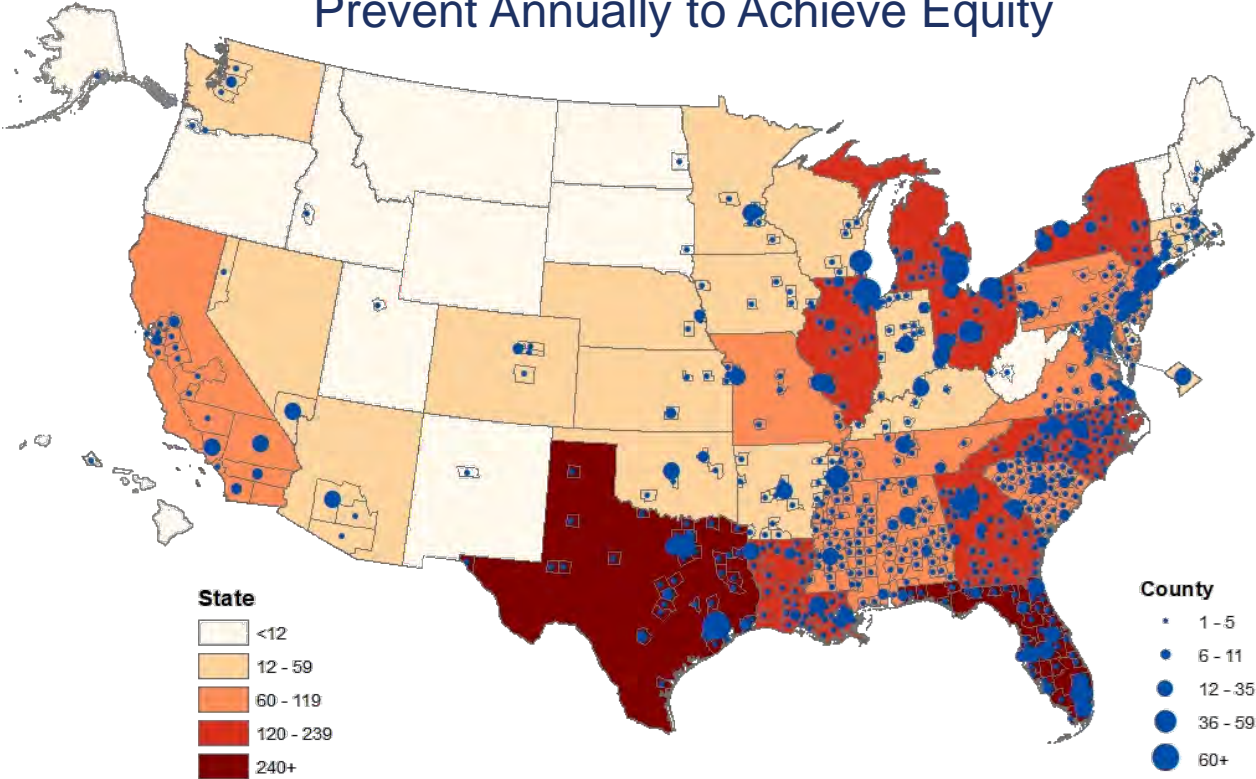 Prevent Annually to Achieve Equity
State
<12
12 - 59
60 - 119
120 - 239
240+
County
1 - 5
6 - 11
12 - 35
36 - 59
60+